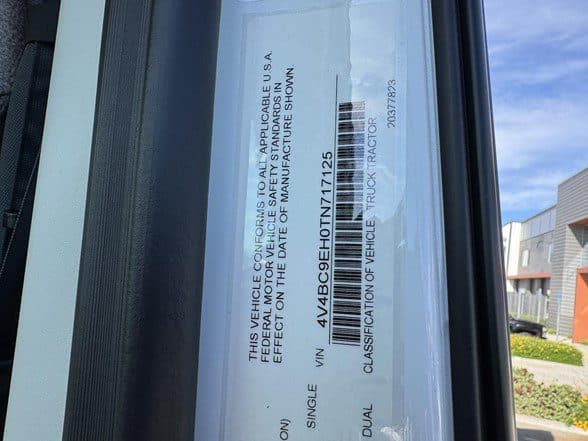 THIS VEHICLE CONFORMS TO ALL APPLICABLE U.S.A.
FEDERAL MOTOR VEHICLE SAFETY STANDARDS IN
EFFECT ON THE DATE OF MANUFACTURE SHOWN.
ON)
SINGLE VIN 4V4BC9EH0TN717125
DUAL CLASSIFICATION OF VEHICLE: TRUCK TRACTOR
20377823